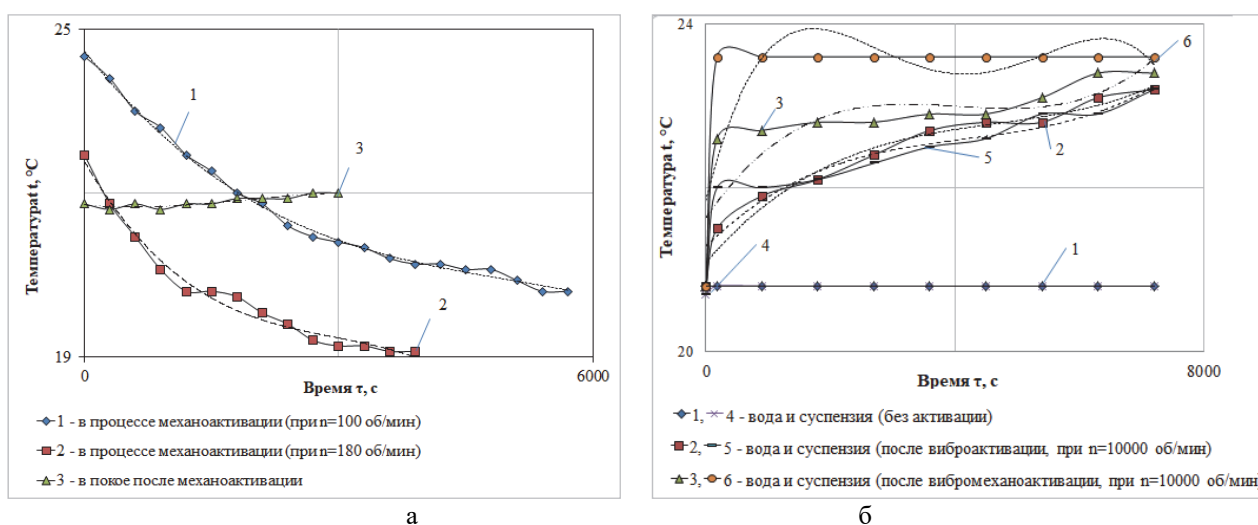 25
19
0
6000
Температура t, °С
Время τ, с
1
2
3
1 - в процессе механоактивации (при n=100 об/мин)
2 - в процессе механоактивации (при n=180 об/мин)
3 - в покое после механоактивации
а
24
20
0
8000
Температура t, °С
Время τ, с
6
3
2
5
4
1
1, 4 - вода и суспензия (без активации)
2, 5 - вода и суспензия (после виброактивации, при n=10000 об/мин)
3, 6 - вода и суспензия (после вибромеханоактивации, при n=10000 об/мин)
б